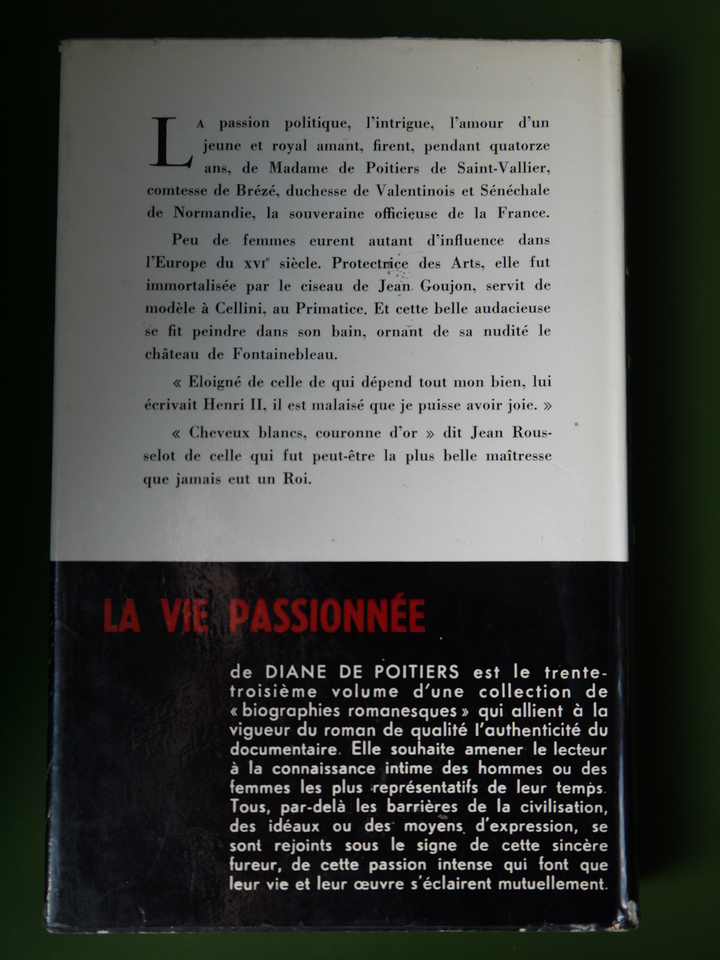 LA passion politique, l'intrigue, l'amour d'un
jeune et royal amant, firent, pendant quatorze
ans, de Madame de Poitiers de Saint-Vallier,
comtesse de Brézé, duchesse de Valentinois et Sénéchale
de Normandie, la souveraine officieuse de la France.
Peu de femmes eurent autant d'influence dans
l'Europe du XVIe siècle. Protectrice des Arts, elle fut
immortalisée par le ciseau de Jean Goujon, servit de
modèle à Cellini, au Primatice. Et cette belle audacieuse
se fit peindre dans son bain, ornant de sa nudité le
château de Fontainebleau.
« Eloigné de celle de qui dépend tout mon bien, lui
écrivait Henri II, il est malaisé que je puisse avoir joie. »
« Cheveux blancs, couronne d'or » dit Jean Rous-
selot de celle qui fut peut-être la plus belle maîtresse
que jamais eut un Roi.
LA VIE PASSIONNÉE
de DIANE DE POITIERS est le trente-
troisième volume d'une collection de
« biographies romanesques » qui allient à la
vigueur du roman de qualité l'authenticité du
documentaire. Elle souhaite amener le lecteur
à la connaissance intime des hommes ou des
femmes les plus représentatifs de leur temps.
Tous, par-delà les barrières de la civilisation,
des idéaux ou des moyens d'expression, se
sont rejoints sous le signe de cette sincère
fureur, de cette passion intense qui font que
leur vie et leur œuvre s'éclairent mutuellement.